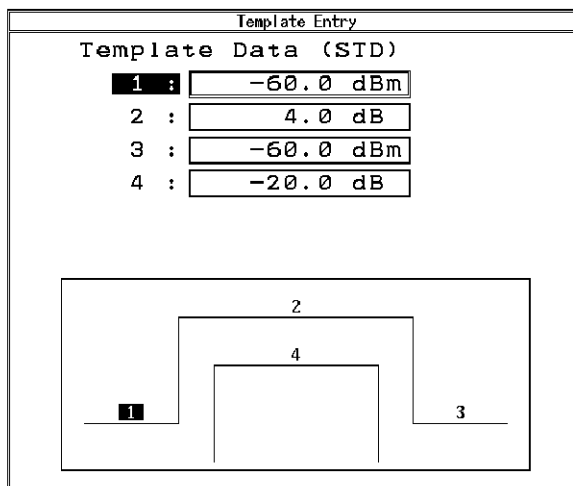 Template Entry
Template Data (STD)
1 : -60.0 dBm
2 : 4.0 dB
3 : -60.0 dBm
4 : -20.0 dB
2
4
1 3